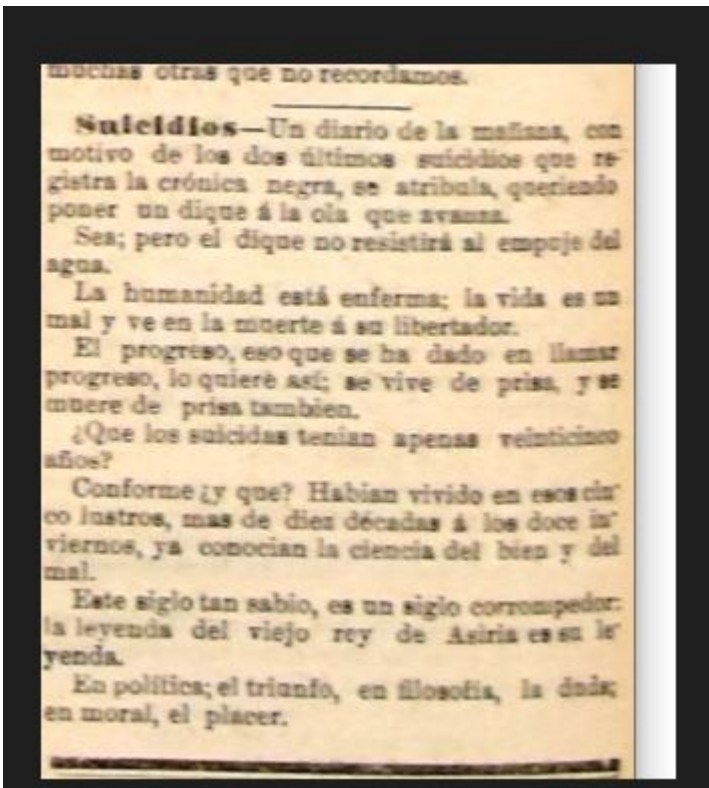 muchas otras que no recordamos.
Suicidios—Un diario de la mañana, con
motivo de los dos últimos suicidios que re-
gistra la crónica negra, se atribula, queriendo
poner un dique á la ola que avanza.
Sea; pero el dique no resistirá al empuje del
agua.
La humanidad está enferma; la vida es un
mal y ve en la muerte á su libertador.
El progreso, eso que se ha dado en llamar
progreso, lo quiere así; se vive de prisa, y se
muere de prisa tambien.
¿Que los suicidas tenian apenas veinticinco
años?
Conforme ¿y que? Habian vivido en esos cin-
co lustros, mas de diez décadas á los doce in-
viernos, ya conocian la ciencia del bien y del
mal.
Este siglo tan sabio, es un siglo corrompedor:
la leyenda del viejo rey de Asiria es su le-
yenda.
En política; el triunfo, en filosofia, la duda;
en moral, el placer.